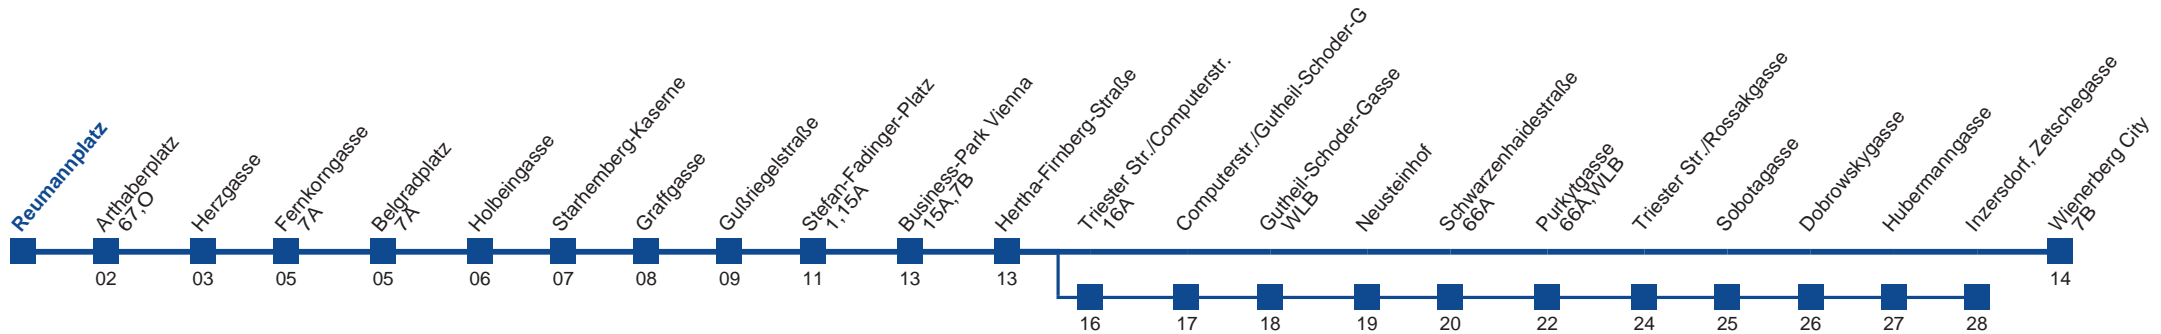 Reumannplatz
Arthaberplatz
67,O
Herzgasse
Fernkorngasse
7A
Belgradplatz
7A
Holbeingasse
Starhemberg-Kaserne
Graffgasse
Gußriegelstraße
Stefan-Fadinger-Platz
1,15A
Business-Park Vienna
15A,7B
Hertha-Firnberg-Straße
Triester Str./Computerstr.
16A
Computerstr./Gutheil-Schoder-G
Gutheil-Schoder-Gasse
WLB
Neusteinhof
Schwarzenhaidestraße
66A
Purkytgasse
66A,WLB
Triester Str./Rossakgasse
Sobotagasse
Dobrowskygasse
Hubermanngasse
Inzersdorf, Zetschegasse
Wienerberg City
7B
02 03 05 05 06 07 08 09 11 13 13 14
16 17 18 19 20 22 24 25 26 27 28